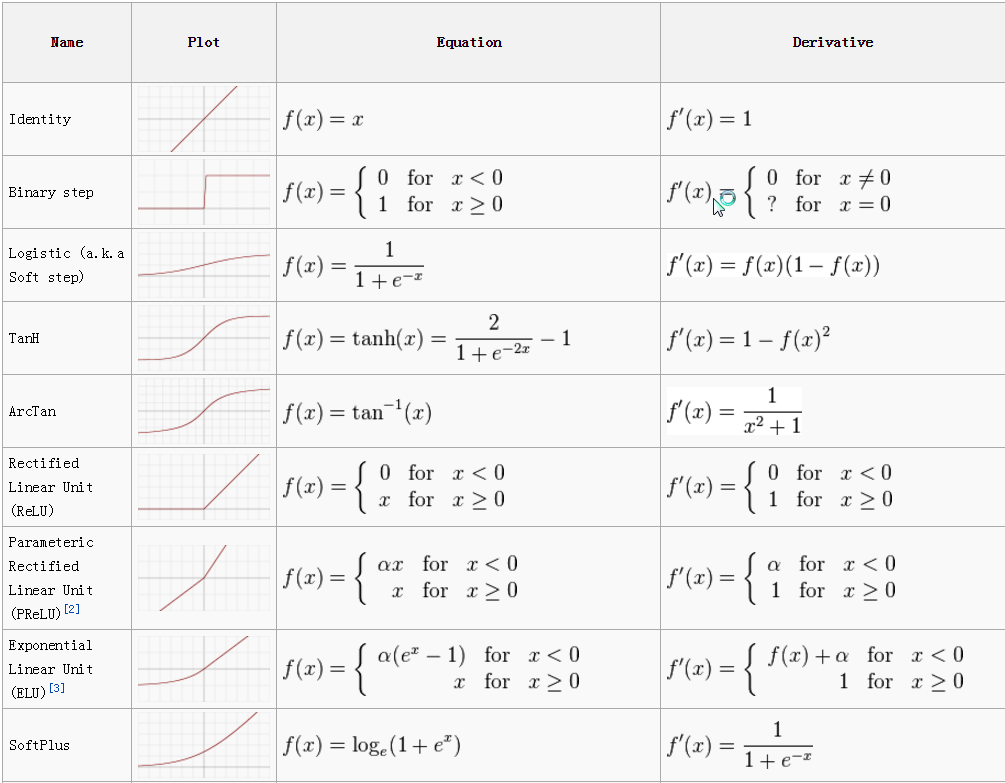 Name Plot Equation Derivative
Identity f(x) = x f′(x) = 1
Binary step f(x) = { 0 for x < 0 f′(x) = { 0 for x ≠ 0
1 for x ≥ 0 ? for x = 0
Logistic (a.k.a
Soft step) f(x) = 1 / (1 + e^{−x}) f′(x) = f(x)(1 − f(x))
TanH f(x) = tanh(x) = 2 / (1 + e^{−2x}) − 1 f′(x) = 1 − f(x)²
ArcTan f(x) = tan⁻¹(x) f′(x) = 1 / (x² + 1)
Rectified
Linear Unit f(x) = { 0 for x < 0 f′(x) = { 0 for x < 0
(ReLU) x for x ≥ 0 1 for x ≥ 0
Parameteric
Rectified f(x) = { αx for x < 0 f′(x) = { α for x < 0
Linear Unit x for x ≥ 0 1 for x ≥ 0
(PReLU)[2]
Exponential
Linear Unit f(x) = { α(eˣ − 1) for x < 0 f′(x) = { f(x) + α for x < 0
(ELU)[3] x for x ≥ 0 1 for x ≥ 0
SoftPlus f(x) = logₑ(1 + eˣ) f′(x) = 1 / (1 + e^{−x})